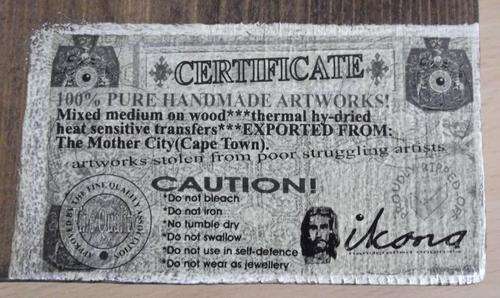 CERTIFICATE
100% PURE HANDMADE ARTWORKS!
Mixed medium on wood***thermal hy-dried
heat sensitive transfers***EXPORTED FROM:
The Mother City(Cape Town).
artworks stolen from poor struggling artists
CAUTION!
*Do not bleach
*Do not iron
*No tumble dry
*Do not swallow
*Do not use in self-defence
*Do not wear as jewellery
ikons